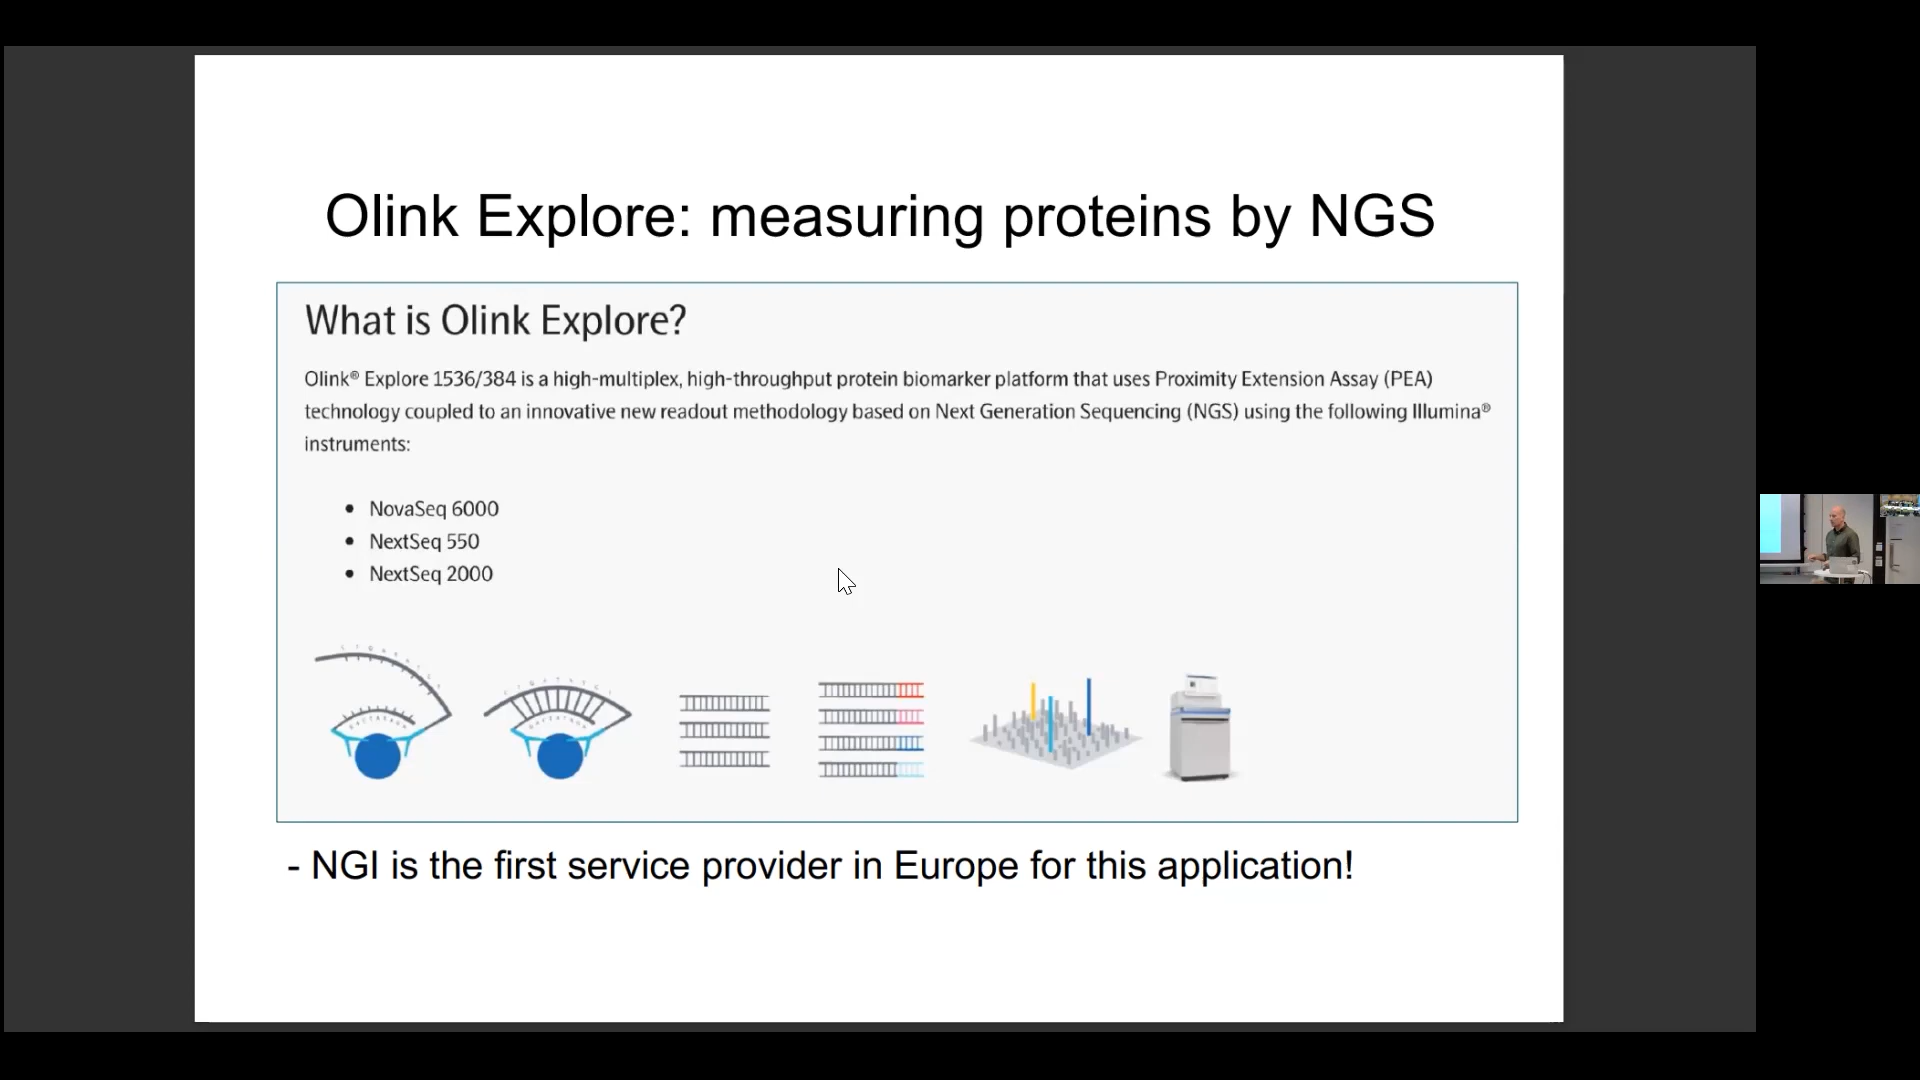 Olink Explore: measuring proteins by NGS
What is Olink Explore?
Olink® Explore 1536/384 is a high-multiplex, high-throughput protein biomarker platform that uses Proximity Extension Assay (PEA)
technology coupled to an innovative new readout methodology based on Next Generation Sequencing (NGS) using the following Illumina®
instruments:
• NovaSeq 6000
• NextSeq 550
• NextSeq 2000
- NGI is the first service provider in Europe for this application!